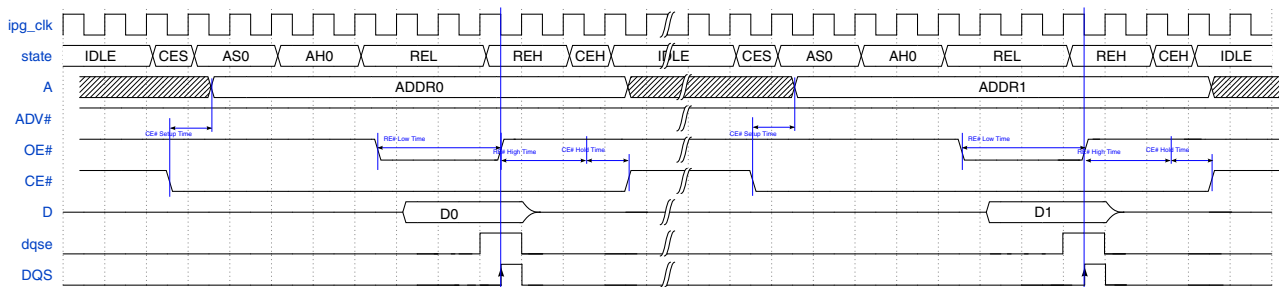 ipg_clk
state IDLE CES AS0 AH0 REL REH CEH IDLE CES AS0 AH0 REL REH CEH IDLE
A ADDR0 ADDR1
ADV#
CE# Setup Time CE# Setup Time
RE# Low Time RE# Low Time
OE#
RE# High Time CE# Hold Time RE# High Time CE# Hold Time
CE#
D D0 D1
dqse
DQS